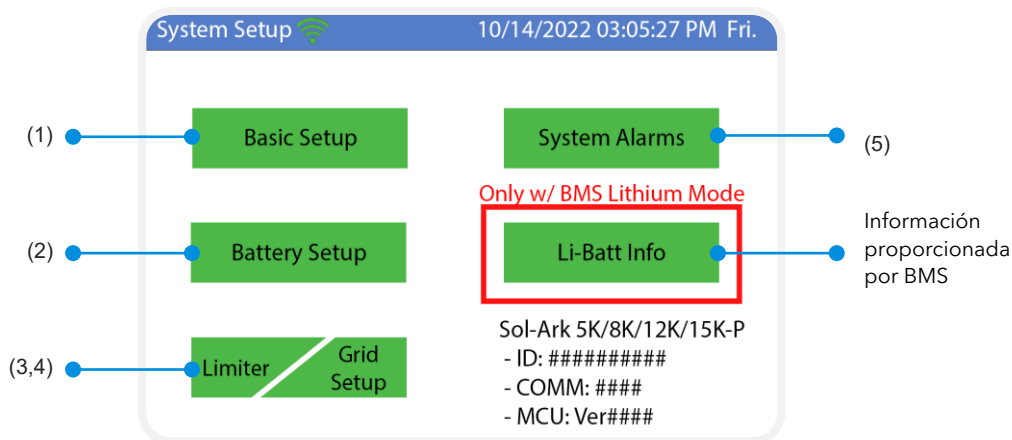 System Setup
10/14/2022 03:05:27 PM Fri.
(1)
Basic Setup
System Alarms
(5)
Only w/ BMS Lithium Mode
(2)
Battery Setup
Li-Batt Info
Información
proporcionada
por BMS
(3,4)
Limiter
Grid
Setup
Sol-Ark 5K/8K/12K/15K-P
- ID: ##########
- COMM: ####
- MCU: Ver####